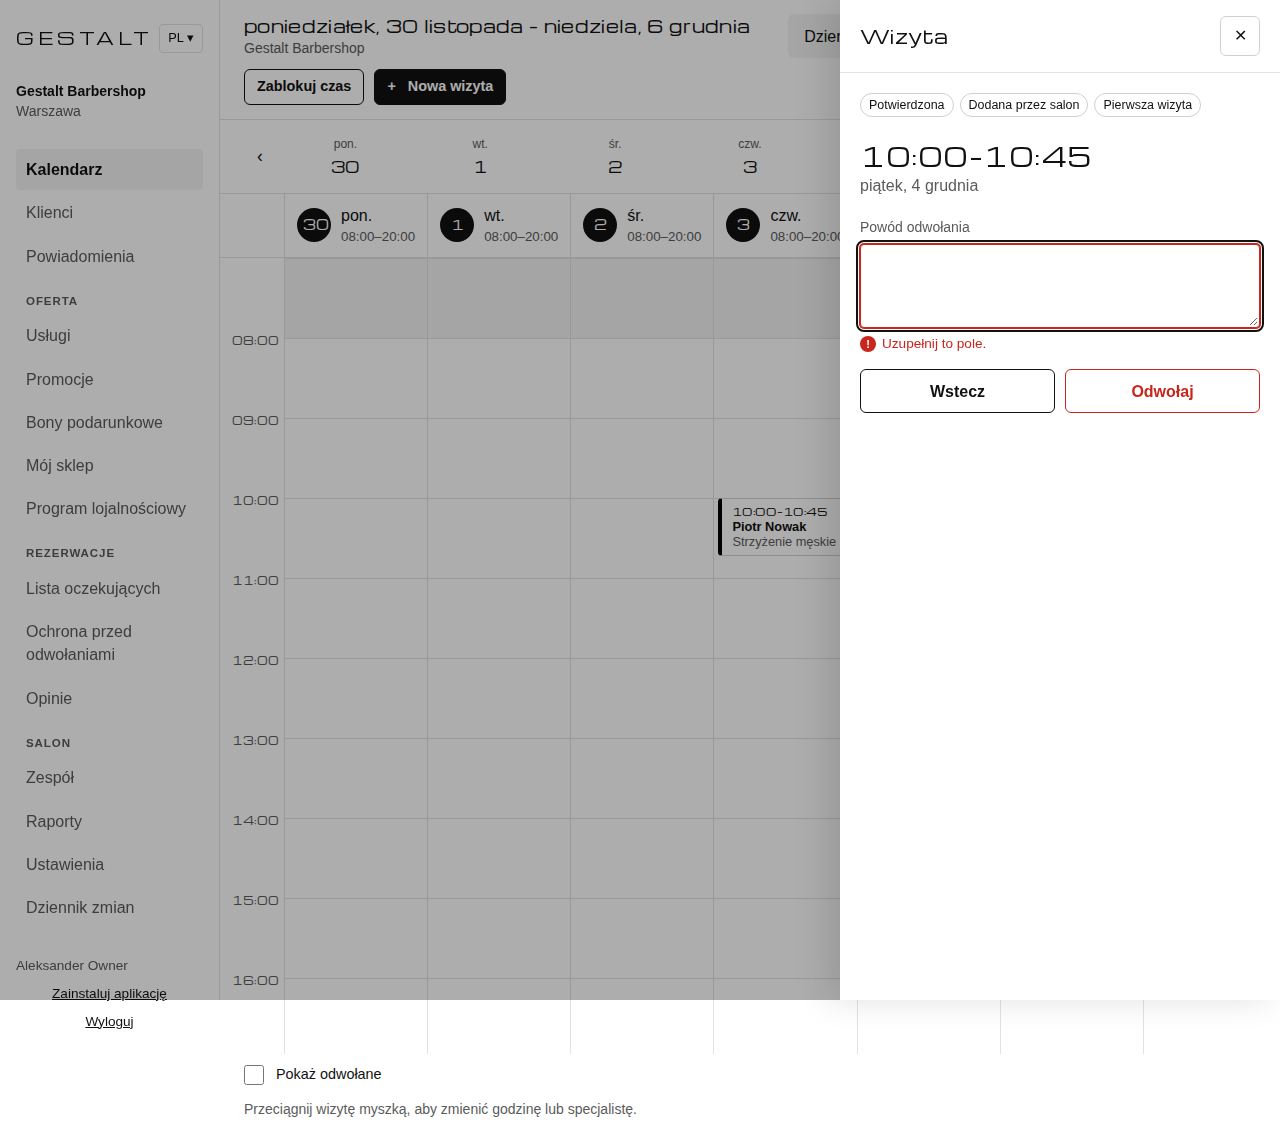 GESTALT
PL ▾
Gestalt Barbershop
Warszawa
Kalendarz
Klienci
Powiadomienia
OFERTA
Usługi
Promocje
Bony podarunkowe
Mój sklep
Program lojalnościowy
REZERWACJE
Lista oczekujących
Ochrona przed
odwołaniami
Opinie
SALON
Zespół
Raporty
Ustawienia
Dziennik zmian
Aleksander Owner
Zainstaluj aplikację
Wyloguj
poniedziałek, 30 listopada - niedziela, 6 grudnia
Gestalt Barbershop
Zablokuj czas
+ Nowa wizyta
‹
pon.
30
wt.
1
śr.
2
czw.
3
30 pon.
08:00–20:00
1 wt.
08:00–20:00
2 śr.
08:00–20:00
3 czw.
08:00–20:00
08:00
09:00
10:00
11:00
12:00
13:00
14:00
15:00
16:00
10:00-10:45
Piotr Nowak
Strzyżenie męskie
Pokaż odwołane
Przeciągnij wizytę myszką, aby zmienić godzinę lub specjalistę.
Wizyta
✕
Potwierdzona
Dodana przez salon
Pierwsza wizyta
10:00-10:45
piątek, 4 grudnia
Powód odwołania
! Uzupełnij to pole.
Wstecz
Odwołaj